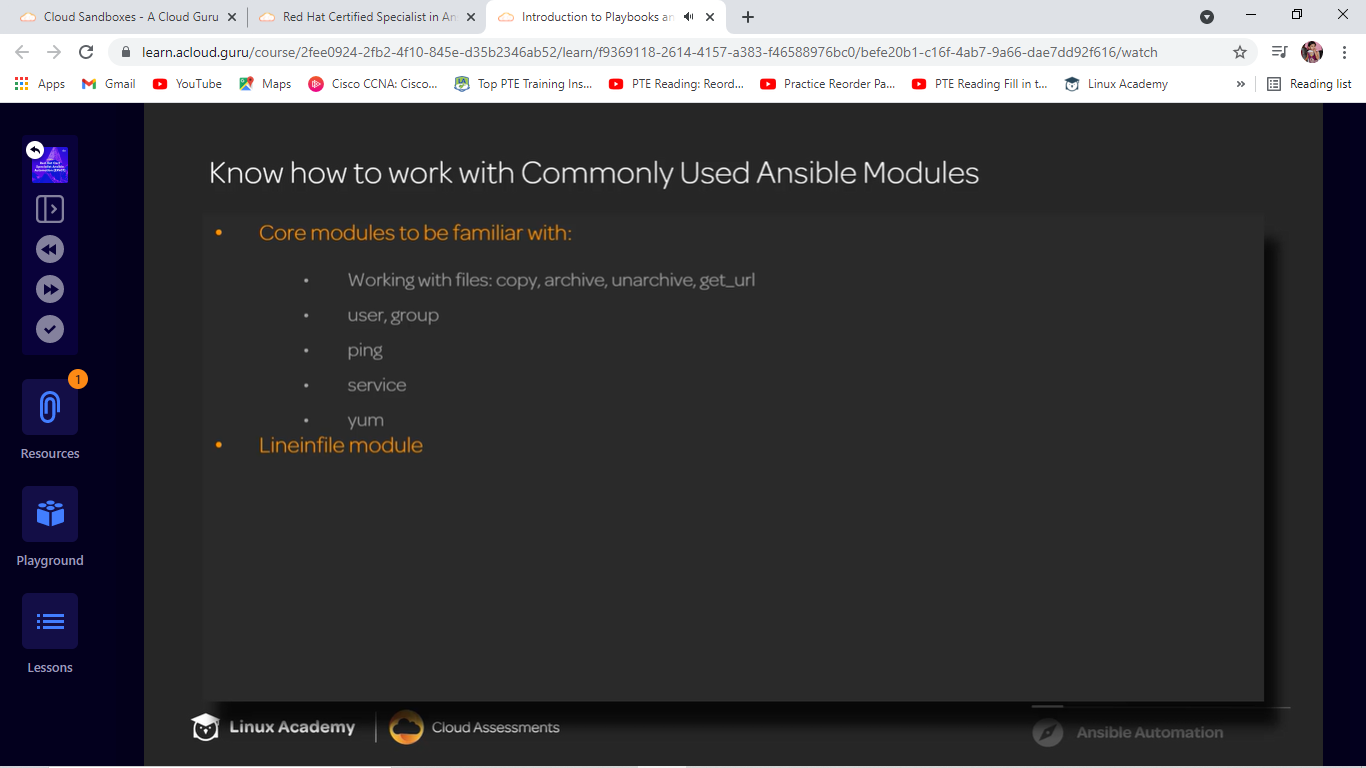 Cloud Sandboxes - A Cloud Guru
Red Hat Certified Specialist in An
Introduction to Playbooks an
learn.acloud.guru/course/2fee0924-2fb2-4f10-845e-d35b2346ab52/learn/f9369118-2614-4157-a383-f46588976bc0/befe20b1-c16f-4ab7-9a66-dae7dd92f616/watch
Apps Gmail YouTube Maps Cisco CCNA: Cisco... Top PTE Training Ins... PTE Reading: Reord... Practice Reorder Pa... PTE Reading Fill in t... Linux Academy » Reading list
Know how to work with Commonly Used Ansible Modules
• Core modules to be familiar with:
• Working with files: copy, archive, unarchive, get_url
• user, group
• ping
• service
• yum
• Lineinfile module
1
Resources
Playground
Lessons
Linux Academy
Cloud Assessments
Ansible Automation